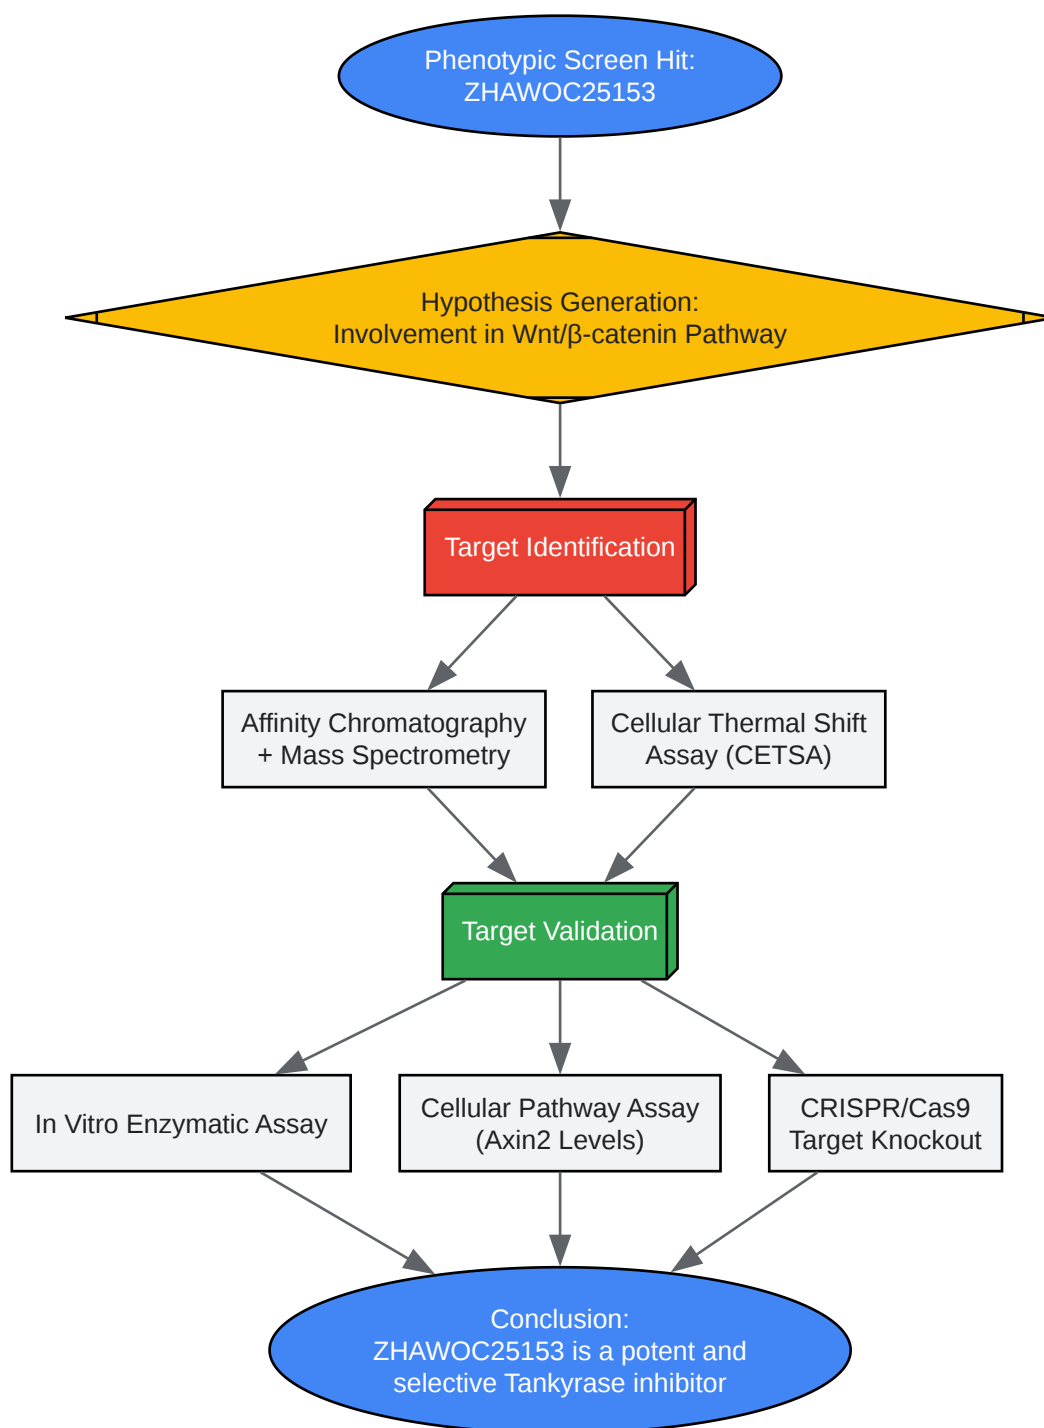 Phenotypic Screen Hit:
ZHAWOC25153
Hypothesis Generation:
Involvement in Wnt/β-catenin Pathway
Target Identification
Affinity Chromatography
+ Mass Spectrometry
Cellular Thermal Shift
Assay (CETSA)
Target Validation
In Vitro Enzymatic Assay
Cellular Pathway Assay
(Axin2 Levels)
CRISPR/Cas9
Target Knockout
Conclusion:
ZHAWOC25153 is a potent and
selective Tankyrase inhibitor